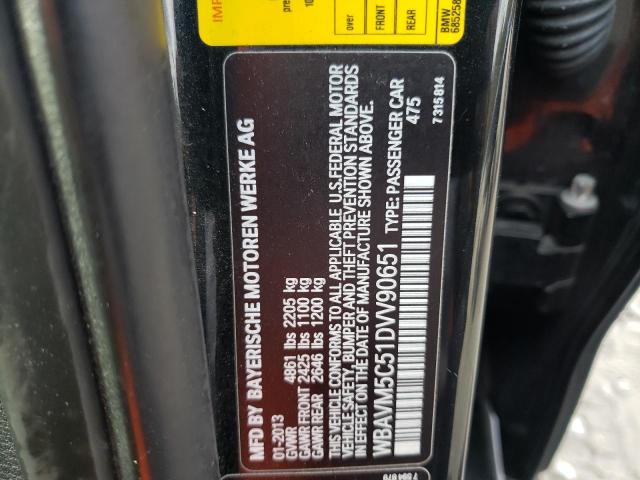 MFD BY BAYERISCHE MOTOREN WERKE AG
01-2013
GVWR 4861 lbs 2205 kg
GAWR FRONT 2425 lbs 1100 kg
GAWR REAR 2646 lbs 1200 kg
THIS VEHICLE CONFORMS TO ALL APPLICABLE U.S.FEDERAL MOTOR
VEHICLE SAFETY, BUMPER AND THEFT PREVENTION STANDARDS
IN EFFECT ON THE DATE OF MANUFACTURE SHOWN ABOVE.
WBAVM5C51DVV90651 TYPE: PASSENGER CAR
475
7 315 814
over
FRONT
REAR
BMW